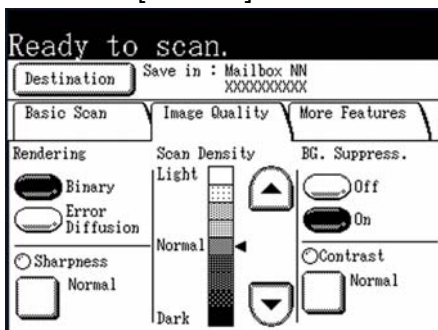 Ready to scan.
Destination
Save in : Mailbox NN
XXXXXXXXXX
Basic Scan
Image Quality
More Features
Rendering
Scan Density
BG. Suppress.
Binary
Error
Diffusion
Light
Normal
Dark
Off
On
Sharpness
Normal
Contrast
Normal